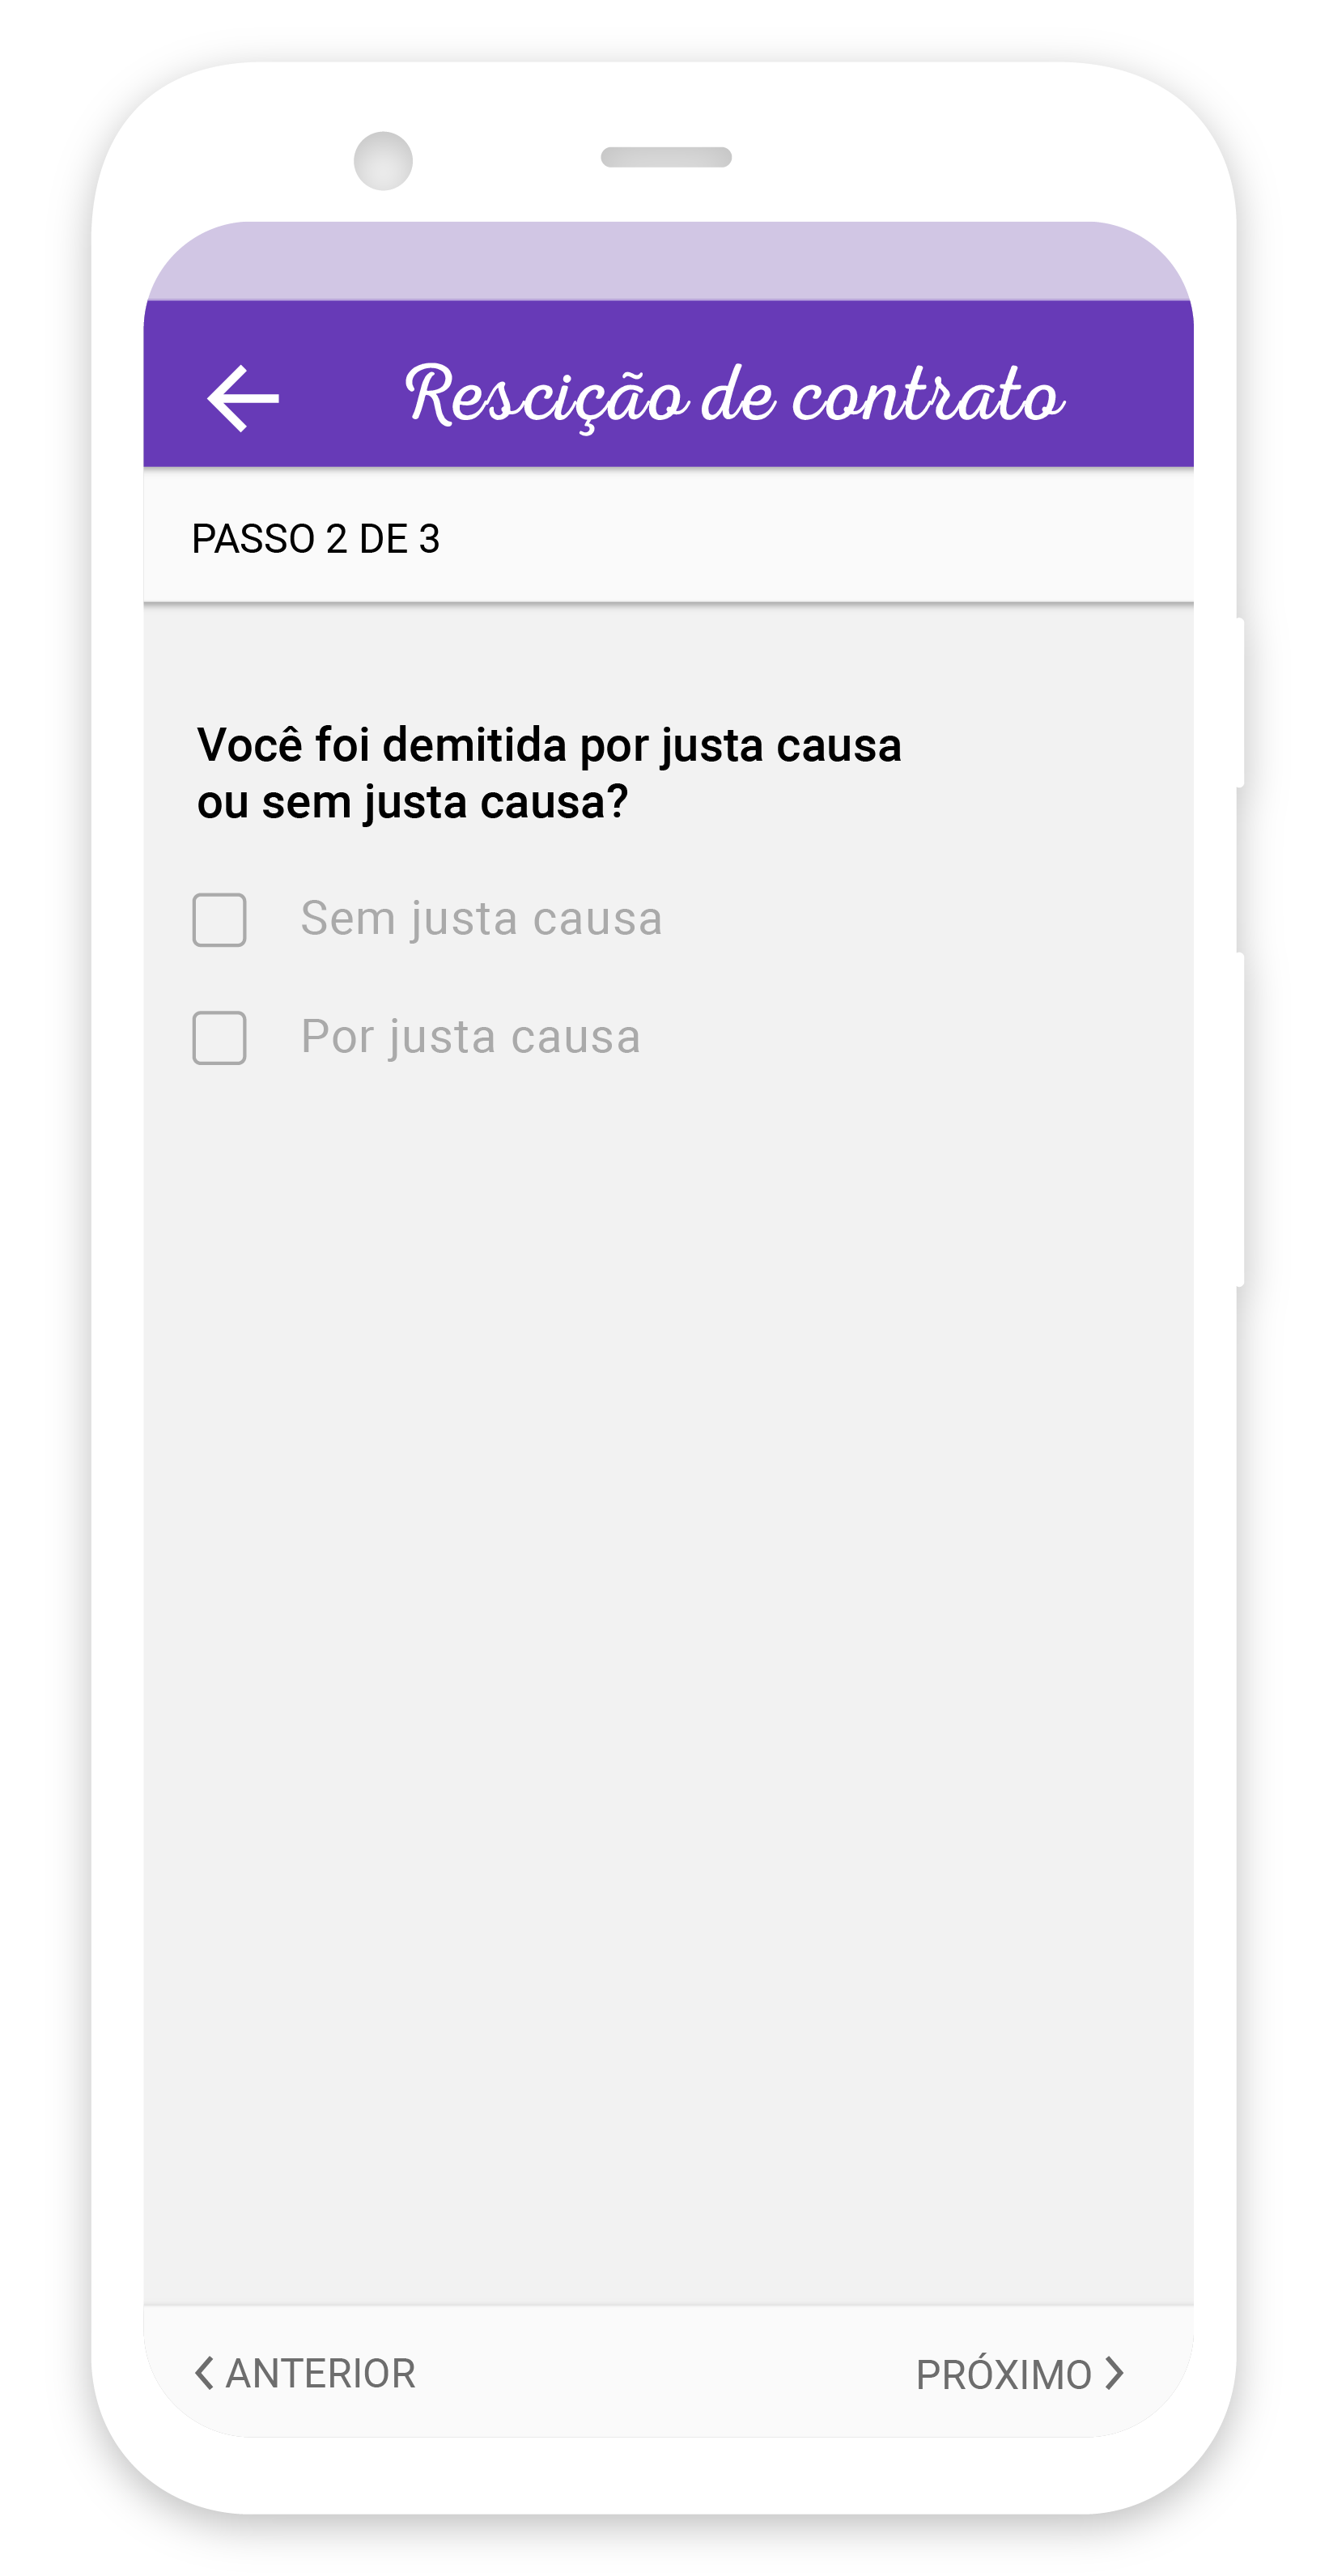 Rescição de contrato
PASSO 2 DE 3
Você foi demitida por justa causa
ou sem justa causa?
Sem justa causa
Por justa causa
ANTERIOR
PRÓXIMO